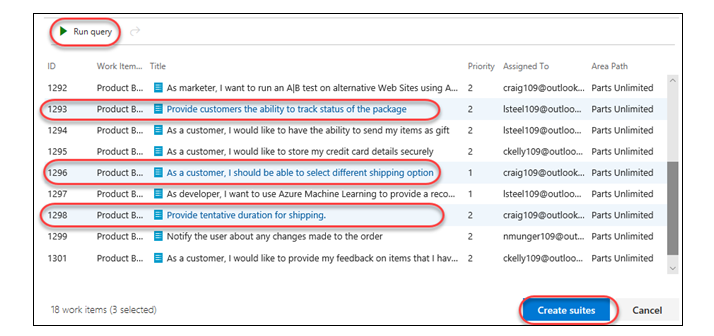 Run query
ID Work Item... Title Priority Assigned To Area Path
1292 Product B... As marketer, I want to run an A|B test on alternative Web Sites using A... 2 craig109@outlook... Parts Unlimited
1293 Product B... Provide customers the ability to track status of the package 2 lsteel109@outloo... Parts Unlimited
1294 Product B... As a customer, I would like to have the ability to send my items as gift 2 lsteel109@outloo... Parts Unlimited
1295 Product B... As a customer, I would like to store my credit card details securely 2 ckelly109@outloo... Parts Unlimited
1296 Product B... As a customer, I should be able to select different shipping option 1 craig109@outlook... Parts Unlimited
1297 Product B... As developer, I want to use Azure Machine Learning to provide a reco... 1 lsteel109@outloo... Parts Unlimited
1298 Product B... Provide tentative duration for shipping. 2 craig109@outlook... Parts Unlimited
1299 Product B... Notify the user about any changes made to the order 2 nmunger109@out... Parts Unlimited
1301 Product B... As a customer, I would like to provide my feedback on items that I hav... 2 ckelly109@outloo... Parts Unlimited
18 work items (3 selected) Create suites Cancel